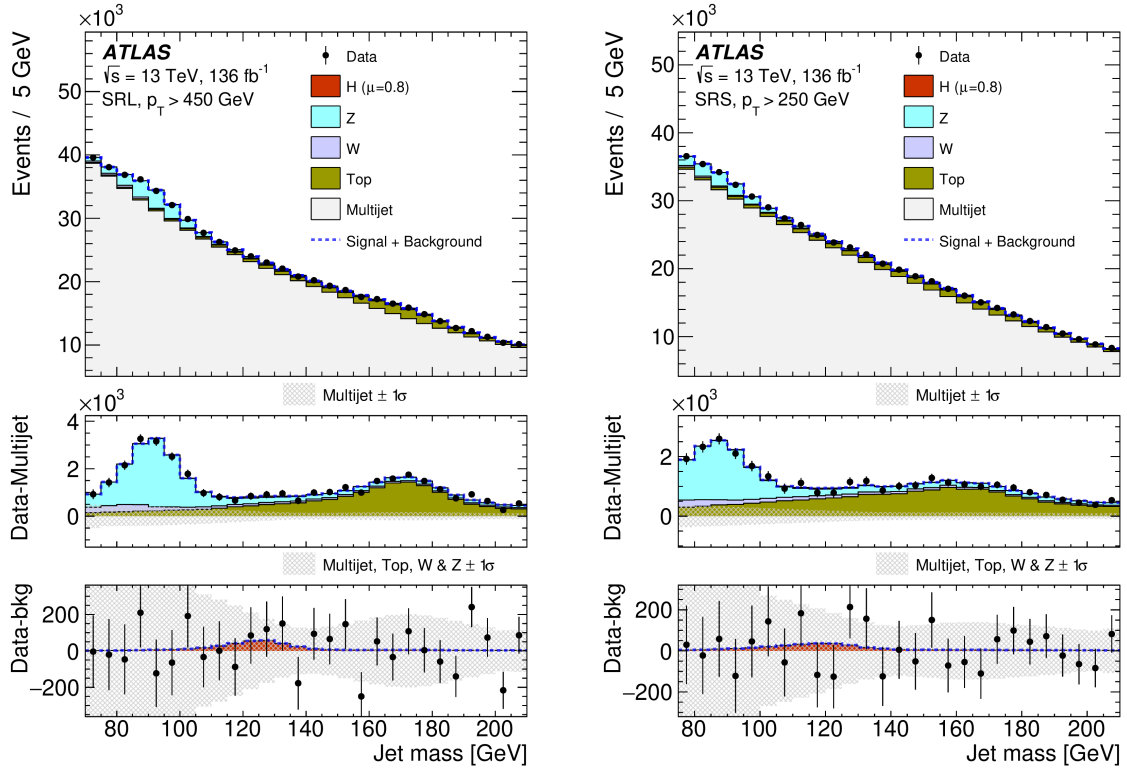 ×10³
Events / 5 GeV
ATLAS
√s = 13 TeV, 136 fb⁻¹
SRL, p_T > 450 GeV
Data
H (μ=0.8)
Z
W
Top
Multijet
Signal + Background
50
40
30
20
10
Multijet ± 1σ
×10³
Data-Multijet
4
2
0
Multijet, Top, W & Z ± 1σ
Data-bkg
200
0
−200
80 100 120 140 160 180 200
Jet mass [GeV]
×10³
Events / 5 GeV
ATLAS
√s = 13 TeV, 136 fb⁻¹
SRS, p_T > 250 GeV
Data
H (μ=0.8)
Z
W
Top
Multijet
Signal + Background
50
40
30
20
10
Multijet ± 1σ
×10³
Data-Multijet
2
0
Multijet, Top, W & Z ± 1σ
Data-bkg
200
0
−200
80 100 120 140 160 180 200
Jet mass [GeV]